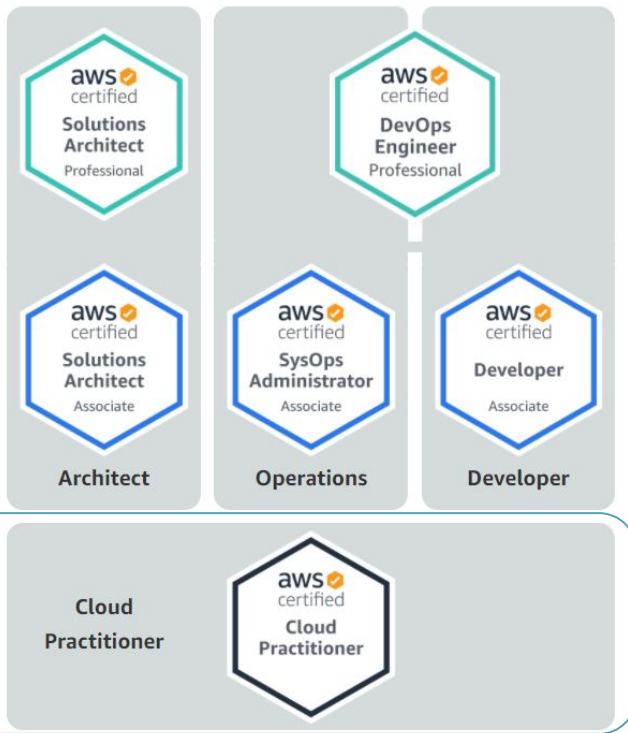 aws
certified
Solutions
Architect
Professional
aws
certified
DevOps
Engineer
Professional
aws
certified
Solutions
Architect
Associate
aws
certified
SysOps
Administrator
Associate
aws
certified
Developer
Associate
Architect
Operations
Developer
Cloud
Practitioner
aws
certified
Cloud
Practitioner